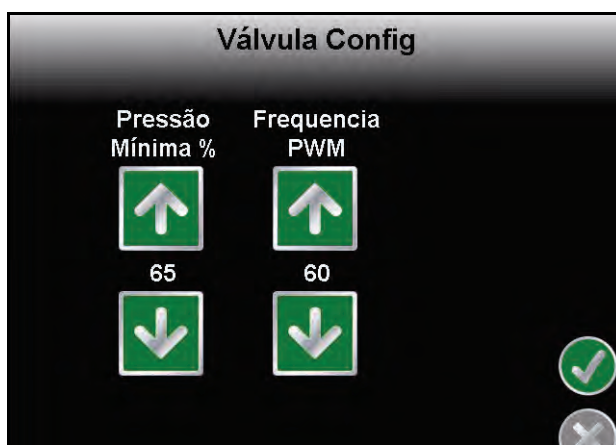 Válvula Config
Pressão Mínima %
Frequencia PWM
65
60